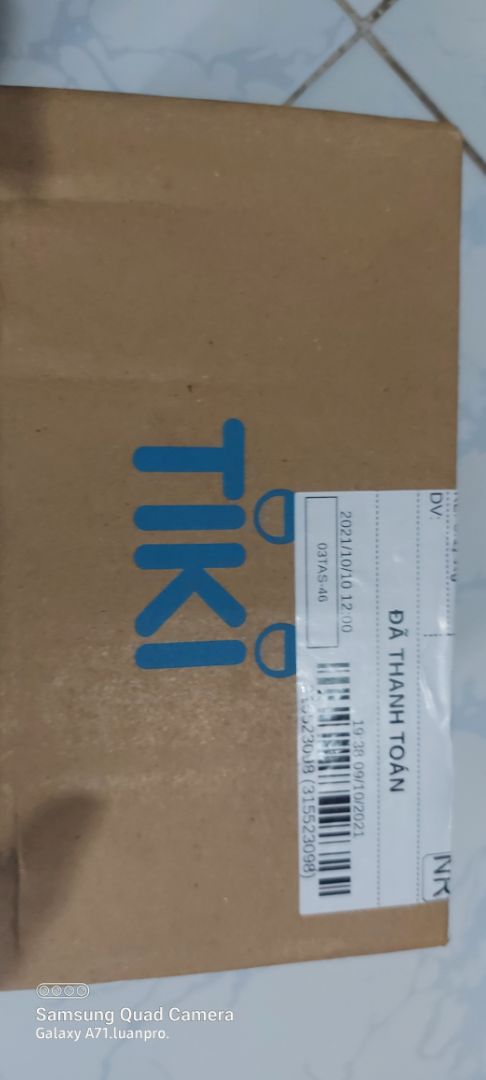 TiKi
NK
DV:
ĐÃ THANH TOÁN
2021/10/10 12:00
19:38 09/10/2021
03TAS-46
(315523098)
Samsung Quad Camera
Galaxy A71.luanpro.